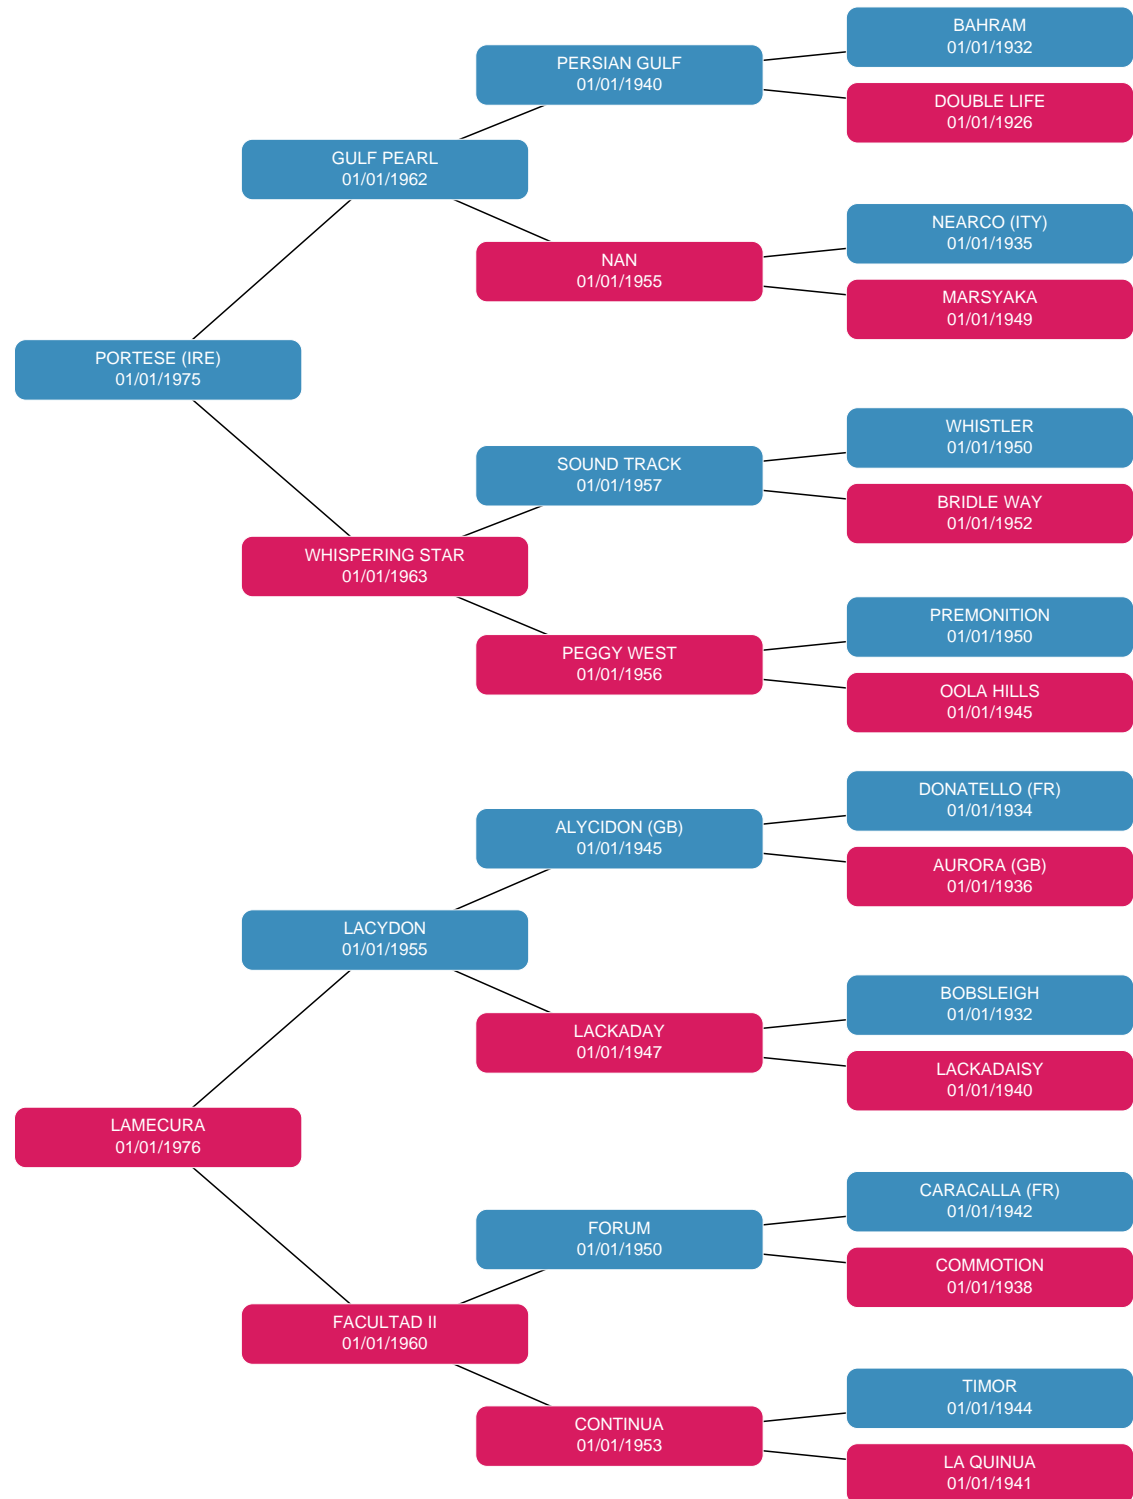 BAHRAM
01/01/1932
PERSIAN GULF
01/01/1940
DOUBLE LIFE
01/01/1926
GULF PEARL
01/01/1962
NEARCO (ITY)
01/01/1935
NAN
01/01/1955
MARSYAKA
01/01/1949
PORTESE (IRE)
01/01/1975
WHISTLER
01/01/1950
SOUND TRACK
01/01/1957
BRIDLE WAY
01/01/1952
WHISPERING STAR
01/01/1963
PREMONITION
01/01/1950
PEGGY WEST
01/01/1956
OOLA HILLS
01/01/1945
DONATELLO (FR)
01/01/1934
ALYCIDON (GB)
01/01/1945
AURORA (GB)
01/01/1936
LACYDON
01/01/1955
BOBSLEIGH
01/01/1932
LACKADAY
01/01/1947
LACKADAISY
01/01/1940
LAMECURA
01/01/1976
CARACALLA (FR)
01/01/1942
FORUM
01/01/1950
COMMOTION
01/01/1938
FACULTAD II
01/01/1960
TIMOR
01/01/1944
CONTINUA
01/01/1953
LA QUINUA
01/01/1941